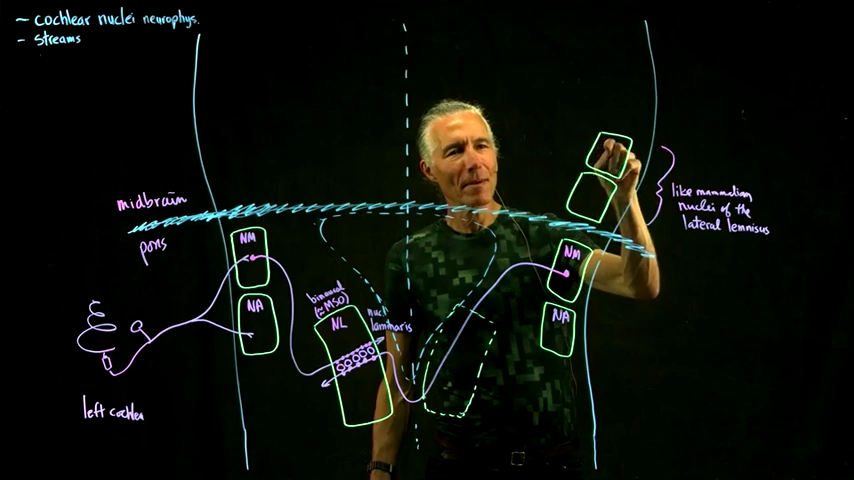 ~ cochlear nuclei neurophys.
- streams
midbrain
pons
NM
NA
left cochlea
binaural
(≈MSO)
NL
nucl
laminaris
NM
NA
like mammalian
nuclei of the
lateral lemnisus